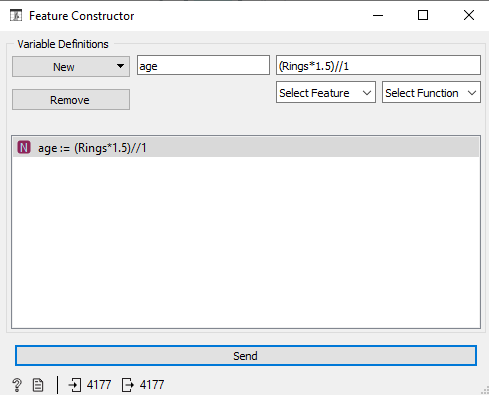 Feature Constructor
Variable Definitions
New age (Rings*1.5)//1
Remove Select Feature Select Function
N age := (Rings*1.5)//1
Send
? 4177 4177